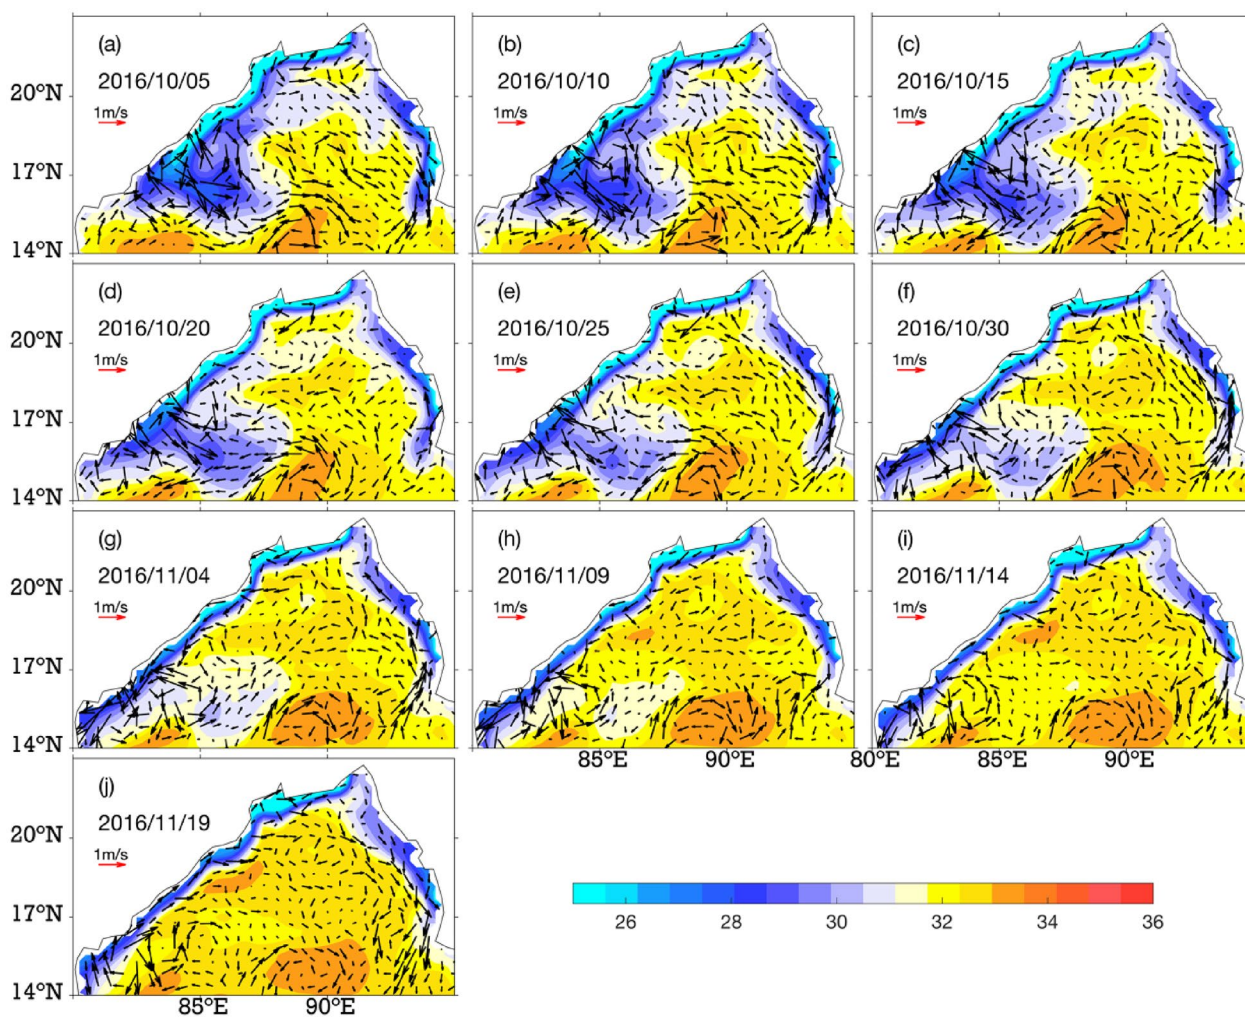 (a)
2016/10/05
1m/s
(b)
2016/10/10
1m/s
(c)
2016/10/15
1m/s
20°N
17°N
14°N
(d)
2016/10/20
1m/s
(e)
2016/10/25
1m/s
(f)
2016/10/30
1m/s
20°N
17°N
14°N
(g)
2016/11/04
1m/s
(h)
2016/11/09
1m/s
(i)
2016/11/14
1m/s
20°N
17°N
14°N
85°E 90°E 80°E 85°E 90°E
(j)
2016/11/19
1m/s
20°N
17°N
14°N
85°E 90°E
26 28 30 32 34 36